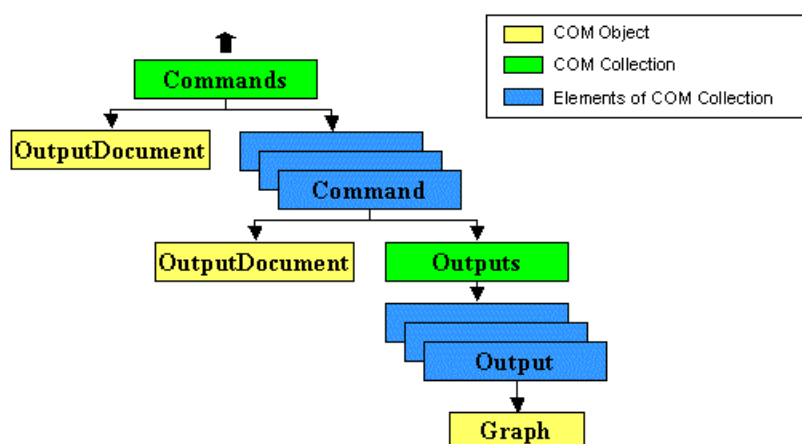 COM Object
COM Collection
Elements of COM Collection
Commands
OutputDocument
Command
OutputDocument
Outputs
Output
Graph